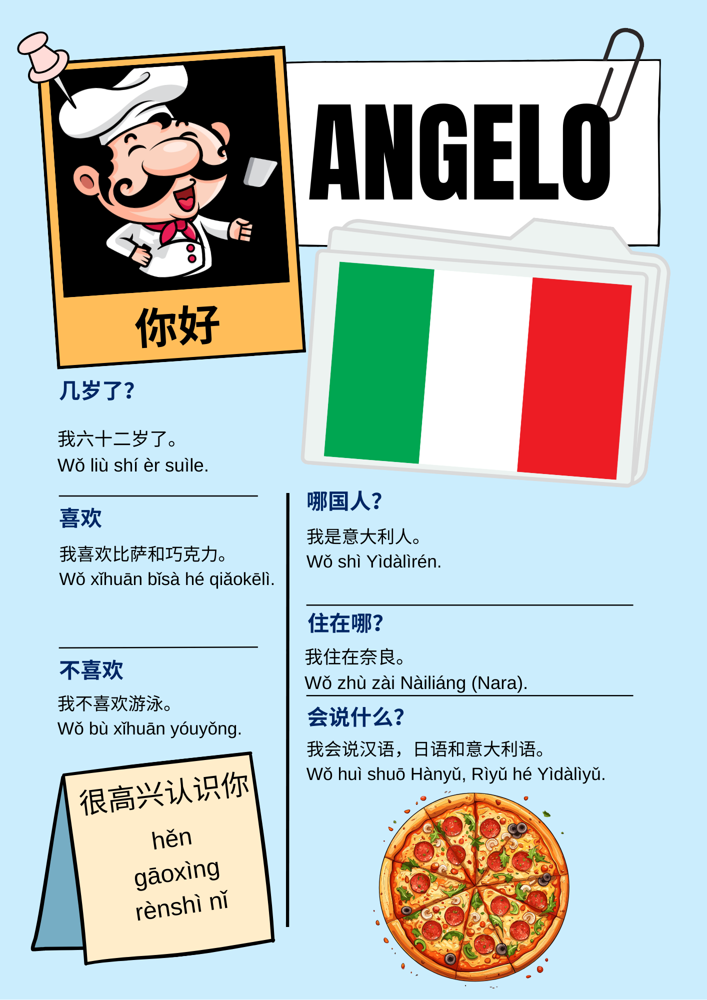 ANGELO
你好
几岁了？
我六十二岁了。
Wǒ liù shí èr suìle.
喜欢
我喜欢比萨和巧克力。
Wǒ xǐhuān bǐsà hé qiǎokēlì.
不喜欢
我不喜欢游泳。
Wǒ bù xǐhuān yóuyǒng.
很高兴认识你
hěn
gāoxìng
rènshì nǐ
哪国人？
我是意大利人。
Wǒ shì Yìdàlìrén.
住在哪？
我住在奈良。
Wǒ zhù zài Nàiliáng (Nara).
会说什么？
我会说汉语，日语和意大利语。
Wǒ huì shuō Hànyǔ, Rìyǔ hé Yìdàlìyǔ.